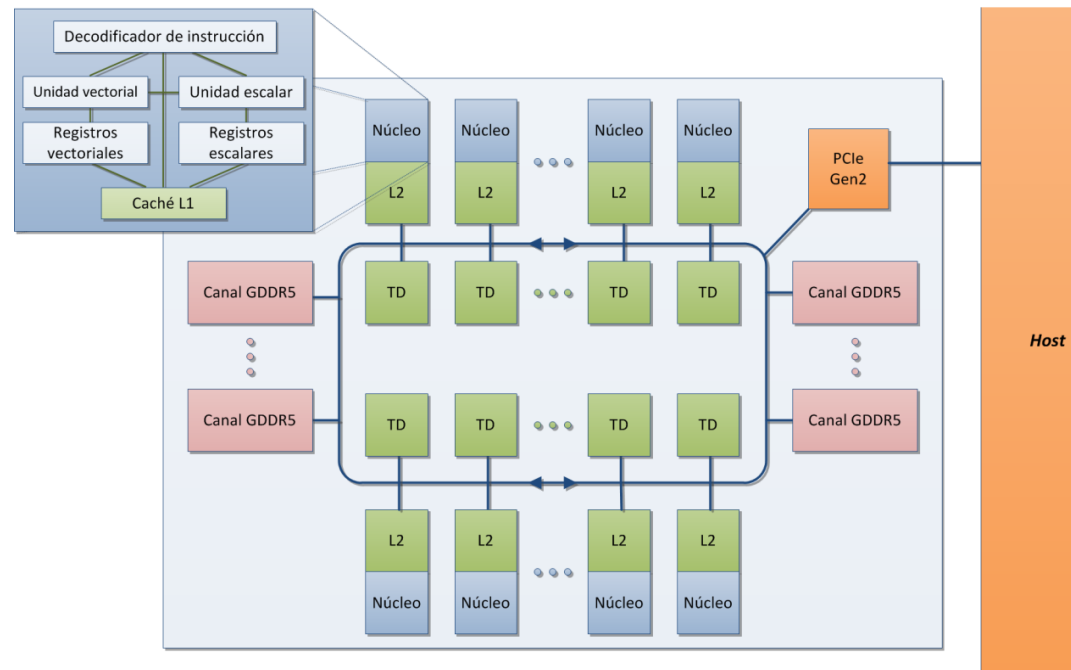 Decodificador de instrucción
Unidad vectorial
Unidad escalar
Registros
vectoriales
Registros
escalares
Caché L1
Núcleo
Núcleo
Núcleo
Núcleo
L2
L2
L2
L2
PCIe
Gen2
Canal GDDR5
TD
TD
TD
TD
Canal GDDR5
Host
Canal GDDR5
TD
TD
TD
TD
Canal GDDR5
L2
L2
L2
L2
Núcleo
Núcleo
Núcleo
Núcleo